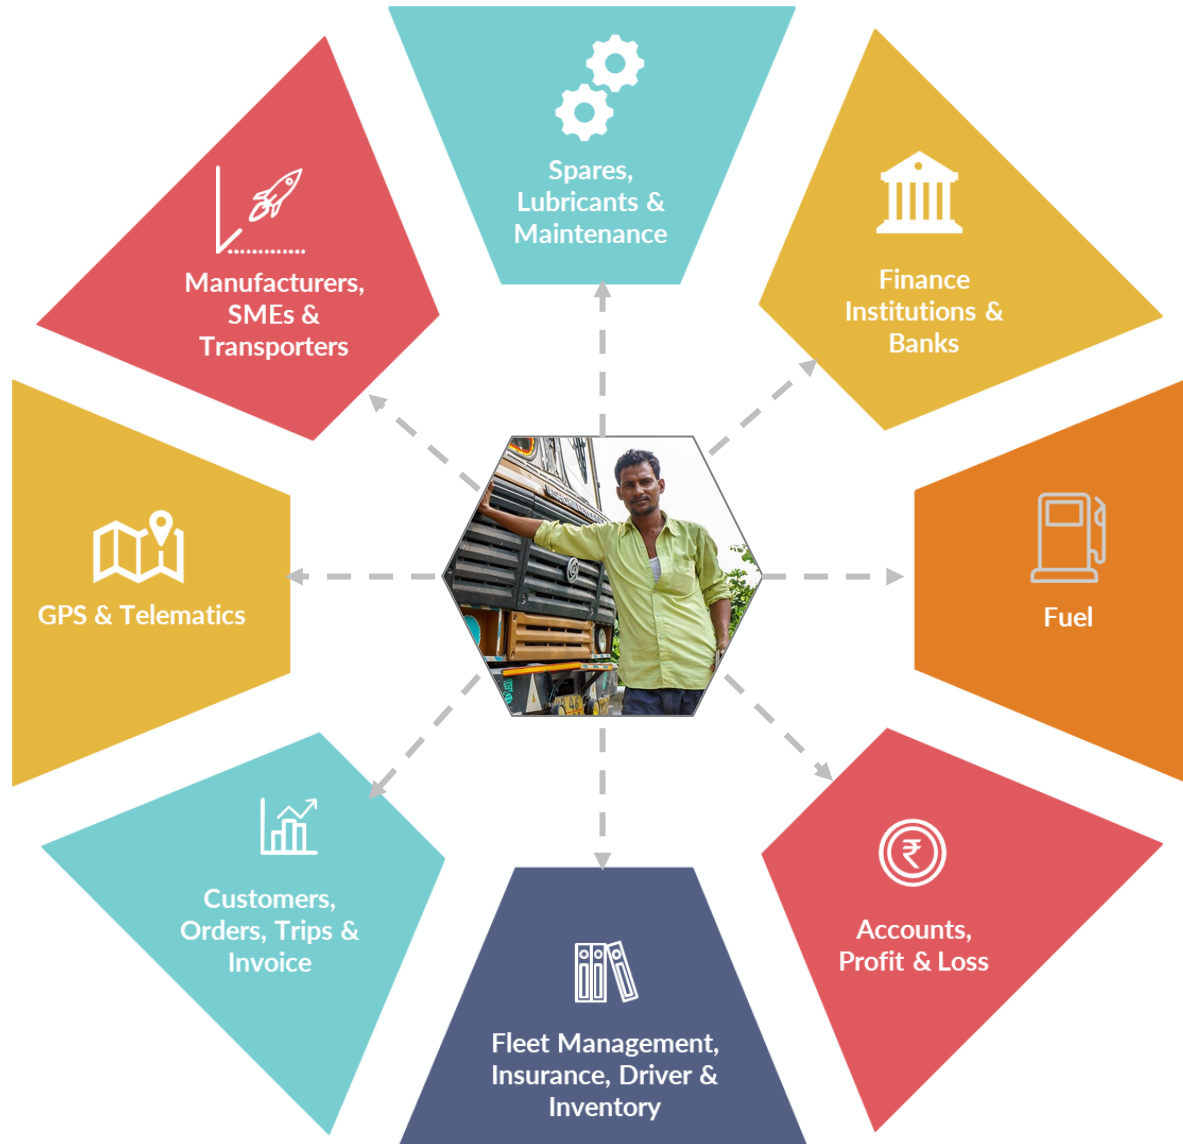 Spares,
Lubricants &
Maintenance
Finance
Institutions &
Banks
Fuel
Accounts,
Profit & Loss
Fleet Management,
Insurance, Driver &
Inventory
Customers,
Orders, Trips &
Invoice
GPS & Telematics
Manufacturers,
SMEs &
Transporters
₹